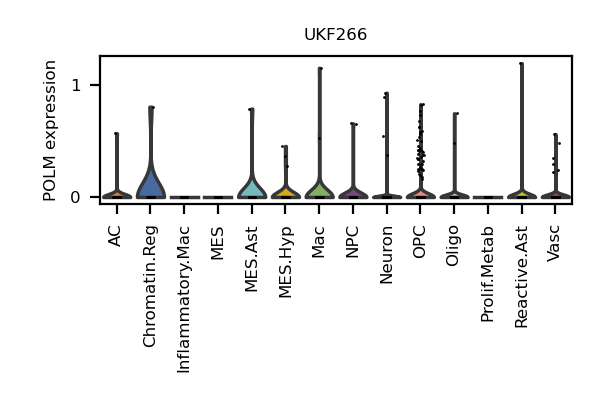 UKF266
POLM expression
1
0
AC
Chromatin.Reg
Inflammatory.Mac
MES
MES.Ast
MES.Hyp
Mac
NPC
Neuron
OPC
Oligo
Prolif.Metab
Reactive.Ast
Vasc